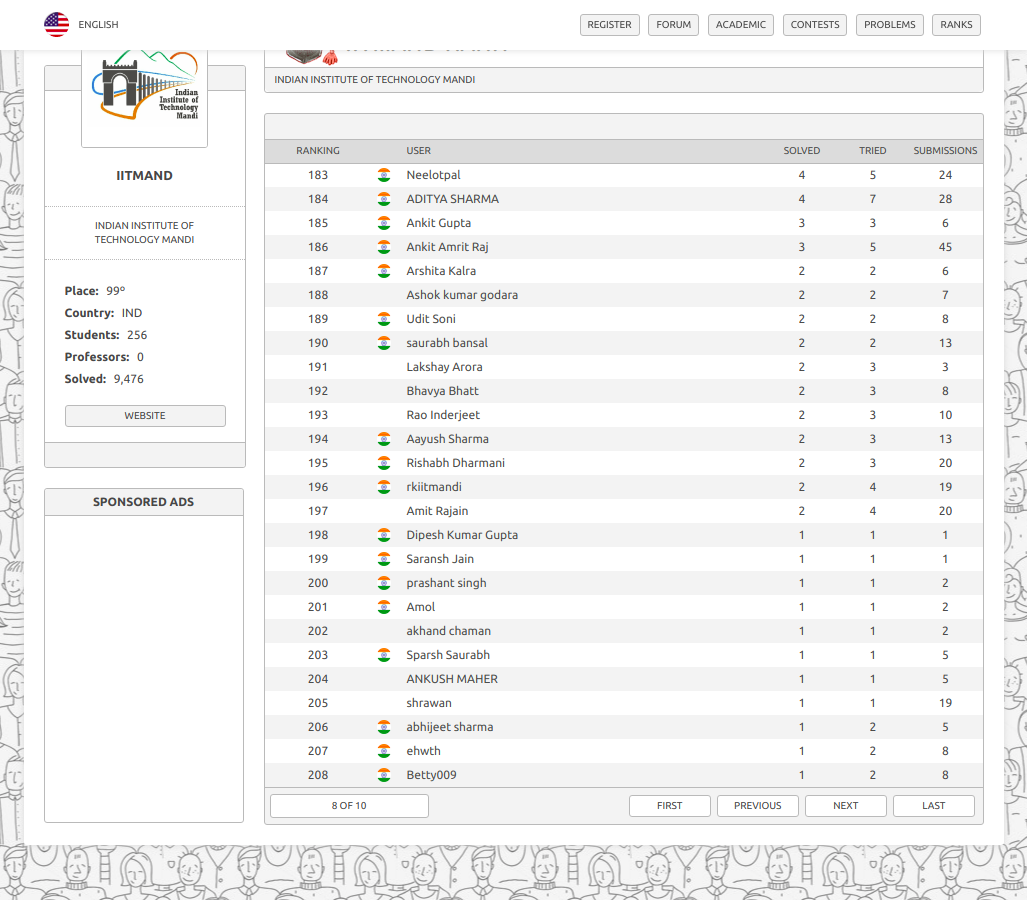 ENGLISH
REGISTER FORUM ACADEMIC CONTESTS PROBLEMS RANKS
Indian
Institute of
Technology
Mandi
IITMAND
INDIAN INSTITUTE OF
TECHNOLOGY MANDI
Place: 99º
Country: IND
Students: 256
Professors: 0
Solved: 9,476
WEBSITE
SPONSORED ADS
INDIAN INSTITUTE OF TECHNOLOGY MANDI
RANKING USER SOLVED TRIED SUBMISSIONS
183 Neelotpal 4 5 24
184 ADITYA SHARMA 4 7 28
185 Ankit Gupta 3 3 6
186 Ankit Amrit Raj 3 5 45
187 Arshita Kalra 2 2 6
188 Ashok kumar godara 2 2 7
189 Udit Soni 2 2 8
190 saurabh bansal 2 2 13
191 Lakshay Arora 2 3 3
192 Bhavya Bhatt 2 3 8
193 Rao Inderjeet 2 3 10
194 Aayush Sharma 2 3 13
195 Rishabh Dharmani 2 3 20
196 rkiitmandi 2 4 19
197 Amit Rajain 2 4 20
198 Dipesh Kumar Gupta 1 1 1
199 Saransh Jain 1 1 1
200 prashant singh 1 1 2
201 Amol 1 1 2
202 akhand chaman 1 1 2
203 Sparsh Saurabh 1 1 5
204 ANKUSH MAHER 1 1 5
205 shrawan 1 1 19
206 abhijeet sharma 1 2 5
207 ehwth 1 2 8
208 Betty009 1 2 8
8 OF 10 FIRST PREVIOUS NEXT LAST